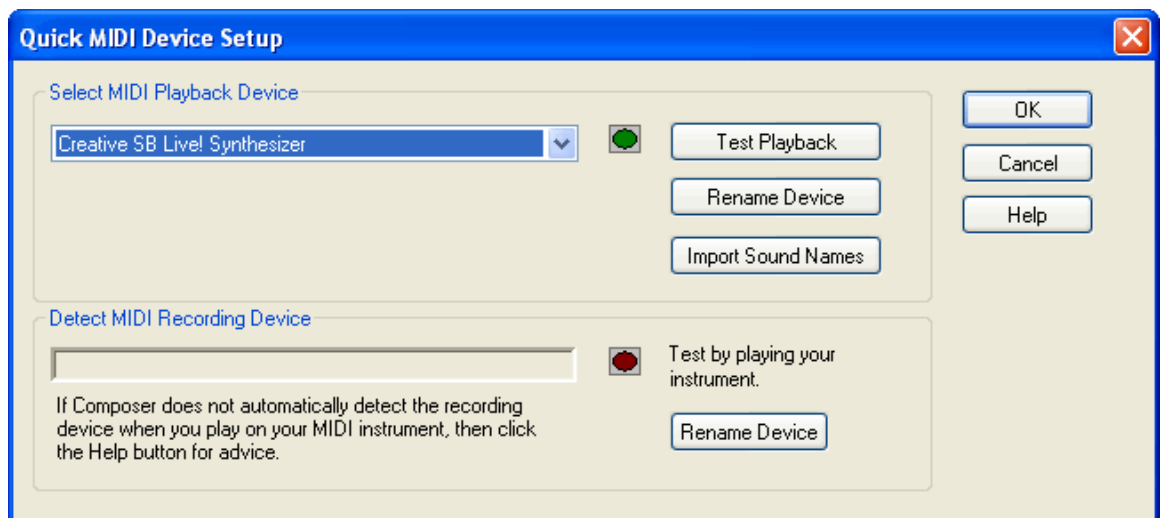 Quick MIDI Device Setup
Select MIDI Playback Device
Creative SB Live! Synthesizer
Test Playback
Rename Device
Import Sound Names
OK
Cancel
Help
Detect MIDI Recording Device
Test by playing your
instrument.
If Composer does not automatically detect the recording
device when you play on your MIDI instrument, then click
the Help button for advice.
Rename Device